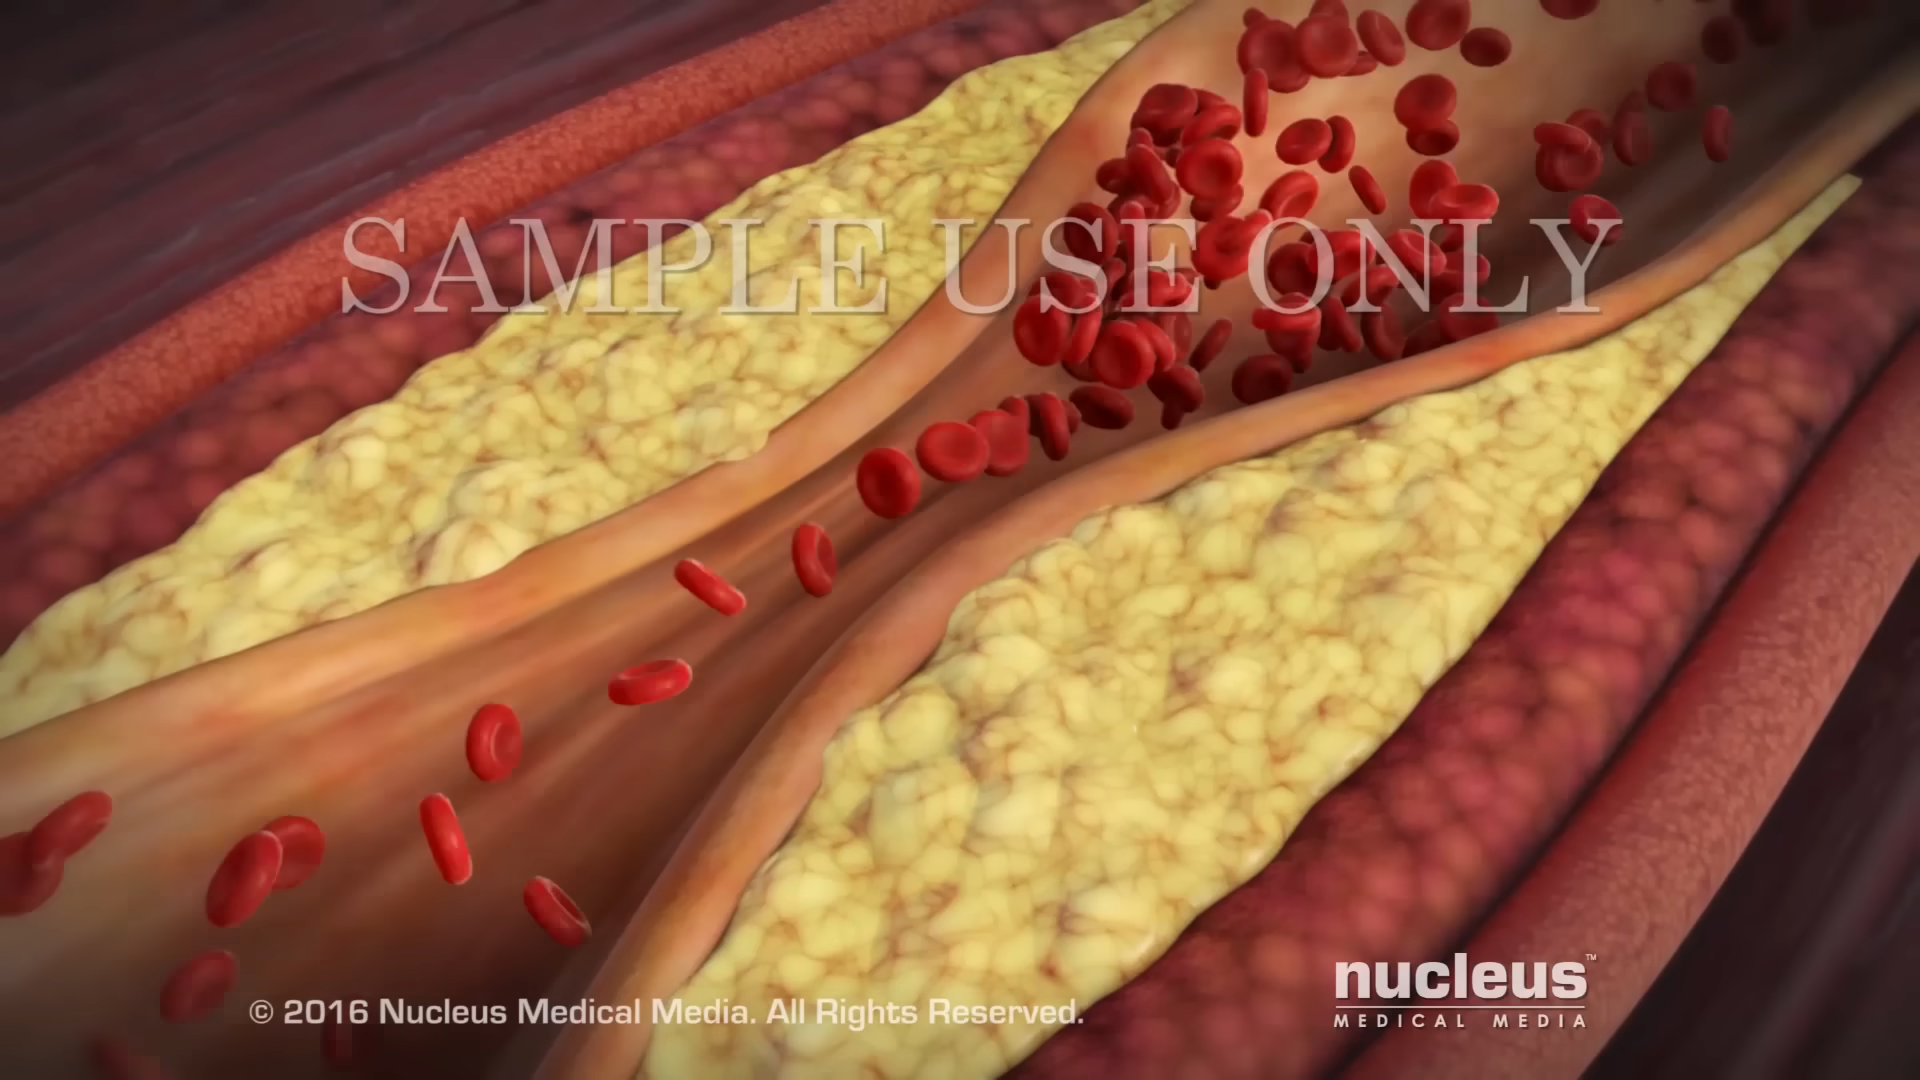 SAMPLE USE ONLY
© 2016 Nucleus Medical Media. All Rights Reserved.
nucleus™
MEDICAL MEDIA